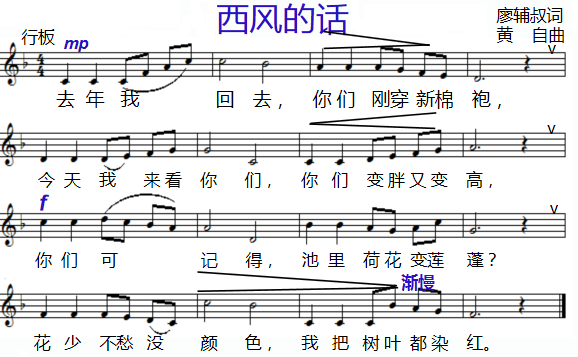 西风的话
廖辅叔词
行板 mp 黄 自曲
4/4
去年我 回去，你们刚穿新棉袍，
今天我来看你们，你们变胖又变高，
f
你们可 记得，池里荷花变莲蓬？
渐慢
花少不愁没颜色，我把树叶都染红。